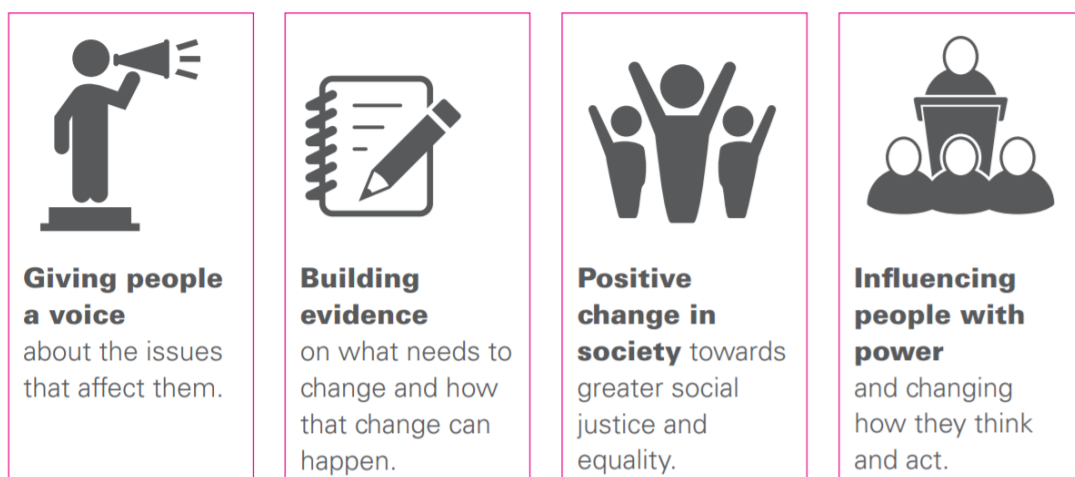 Giving people
a voice
about the issues
that affect them.
Building
evidence
on what needs to
change and how
that change can
happen.
Positive
change in
society towards
greater social
justice and
equality.
Influencing
people with
power
and changing
how they think
and act.